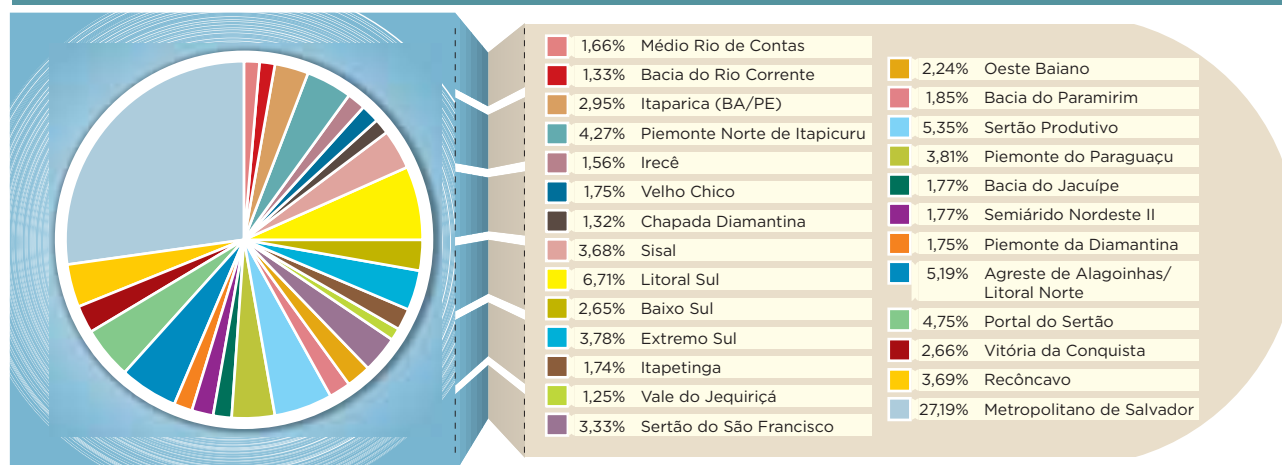 1,66% Médio Rio de Contas
1,33% Bacia do Rio Corrente
2,95% Itaparica (BA/PE)
4,27% Piemonte Norte de Itapicuru
1,56% Irecê
1,75% Velho Chico
1,32% Chapada Diamantina
3,68% Sisal
6,71% Litoral Sul
2,65% Baixo Sul
3,78% Extremo Sul
1,74% Itapetinga
1,25% Vale do Jequiriçá
3,33% Sertão do São Francisco
2,24% Oeste Baiano
1,85% Bacia do Paramirim
5,35% Sertão Produtivo
3,81% Piemonte do Paraguaçu
1,77% Bacia do Jacuípe
1,77% Semiárido Nordeste II
1,75% Piemonte da Diamantina
5,19% Agreste de Alagoinhas/
Litoral Norte
4,75% Portal do Sertão
2,66% Vitória da Conquista
3,69% Recôncavo
27,19% Metropolitano de Salvador